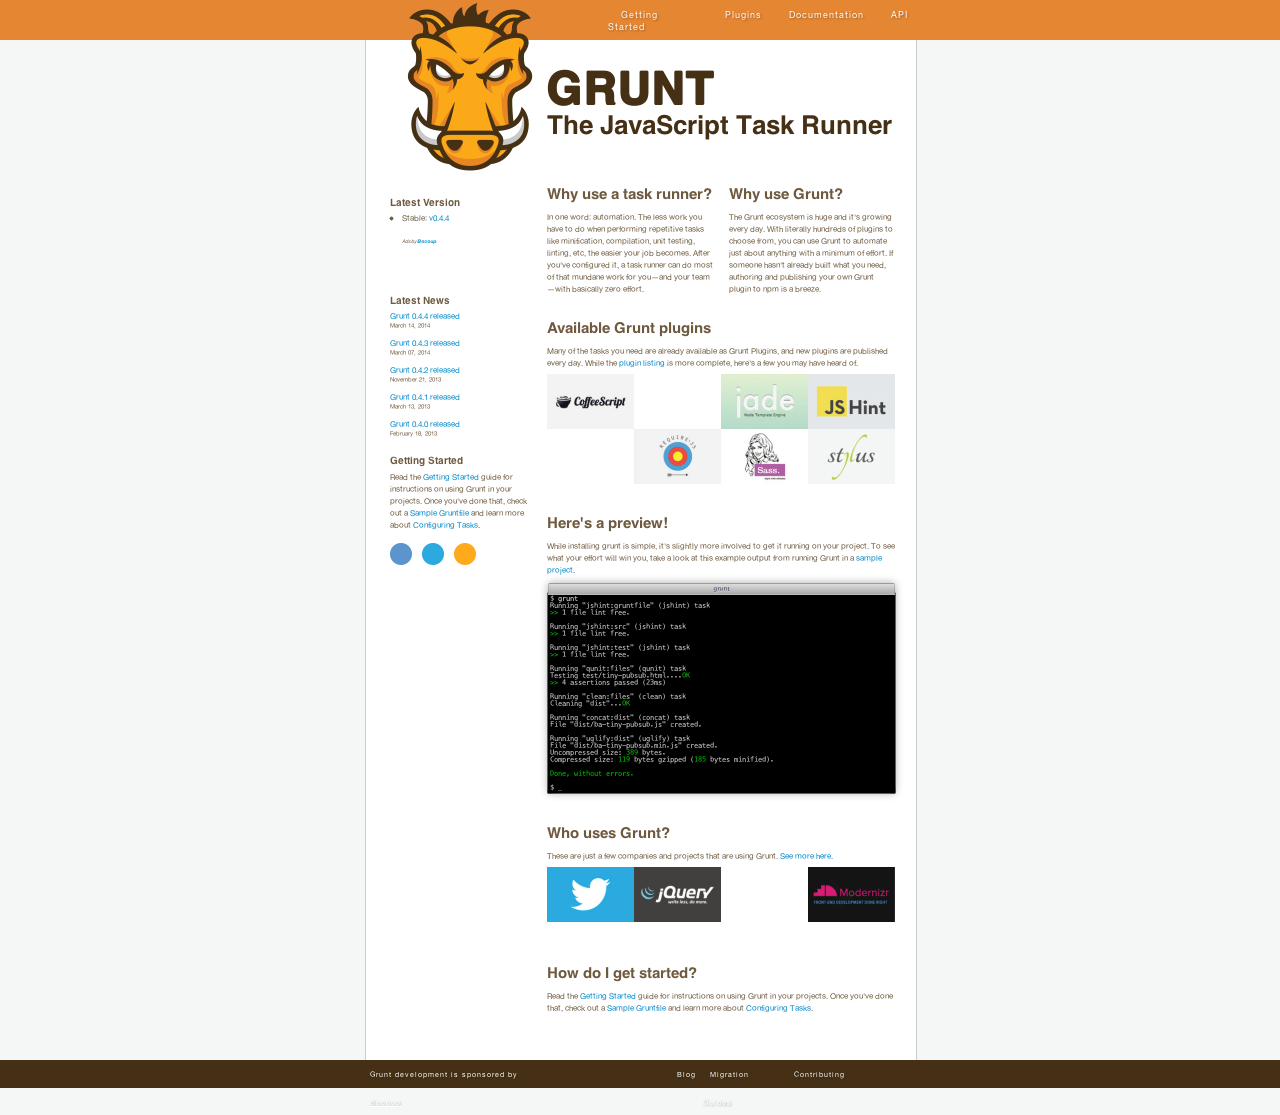 Getting Started
Plugins
Documentation
API
GRUNT
The JavaScript Task Runner
Latest Version
Stable: v0.4.4
Ads by Bocoup.
Latest News
Grunt 0.4.4 released
March 14, 2014
Grunt 0.4.3 released
March 07, 2014
Grunt 0.4.2 released
November 21, 2013
Grunt 0.4.1 released
March 13, 2013
Grunt 0.4.0 released
February 18, 2013
Getting Started
Read the Getting Started guide for
instructions on using Grunt in your
projects. Once you've done that, check
out a Sample Gruntfile and learn more
about Configuring Tasks.
Why use a task runner?
In one word: automation. The less work you
have to do when performing repetitive tasks
like minification, compilation, unit testing,
linting, etc, the easier your job becomes. After
you've configured it, a task runner can do most
of that mundane work for you—and your team
—with basically zero effort.
Why use Grunt?
The Grunt ecosystem is huge and it's growing
every day. With literally hundreds of plugins to
choose from, you can use Grunt to automate
just about anything with a minimum of effort. If
someone hasn't already built what you need,
authoring and publishing your own Grunt
plugin to npm is a breeze.
Available Grunt plugins
Many of the tasks you need are already available as Grunt Plugins, and new plugins are published
every day. While the plugin listing is more complete, here's a few you may have heard of.
CoffeeScript
jade
Node Template Engine
JS Hint
REQUIRE.JS
Sass.
stylus
Here's a preview!
While installing grunt is simple, it's slightly more involved to get it running on your project. To see
what your effort will win you, take a look at this example output from running Grunt in a sample
project.
grunt
$ grunt
Running "jshint:gruntfile" (jshint) task
>> 1 file lint free.
Running "jshint:src" (jshint) task
>> 1 file lint free.
Running "jshint:test" (jshint) task
>> 1 file lint free.
Running "qunit:files" (qunit) task
Testing test/tiny-pubsub.html....OK
>> 4 assertions passed (23ms)
Running "clean:files" (clean) task
Cleaning "dist"...OK
Running "concat:dist" (concat) task
File "dist/ba-tiny-pubsub.js" created.
Running "uglify:dist" (uglify) task
File "dist/ba-tiny-pubsub.min.js" created.
Uncompressed size: 389 bytes.
Compressed size: 119 bytes gzipped (185 bytes minified).
Done, without errors.
$ _
Who uses Grunt?
These are just a few companies and projects that are using Grunt. See more here.
jQuery
write less, do more.
Modernizr
FRONT-END DEVELOPMENT DONE RIGHT
How do I get started?
Read the Getting Started guide for instructions on using Grunt in your projects. Once you've done
that, check out a Sample Gruntfile and learn more about Configuring Tasks.
Grunt development is sponsored by
Blog
Migration
Contributing
Guides